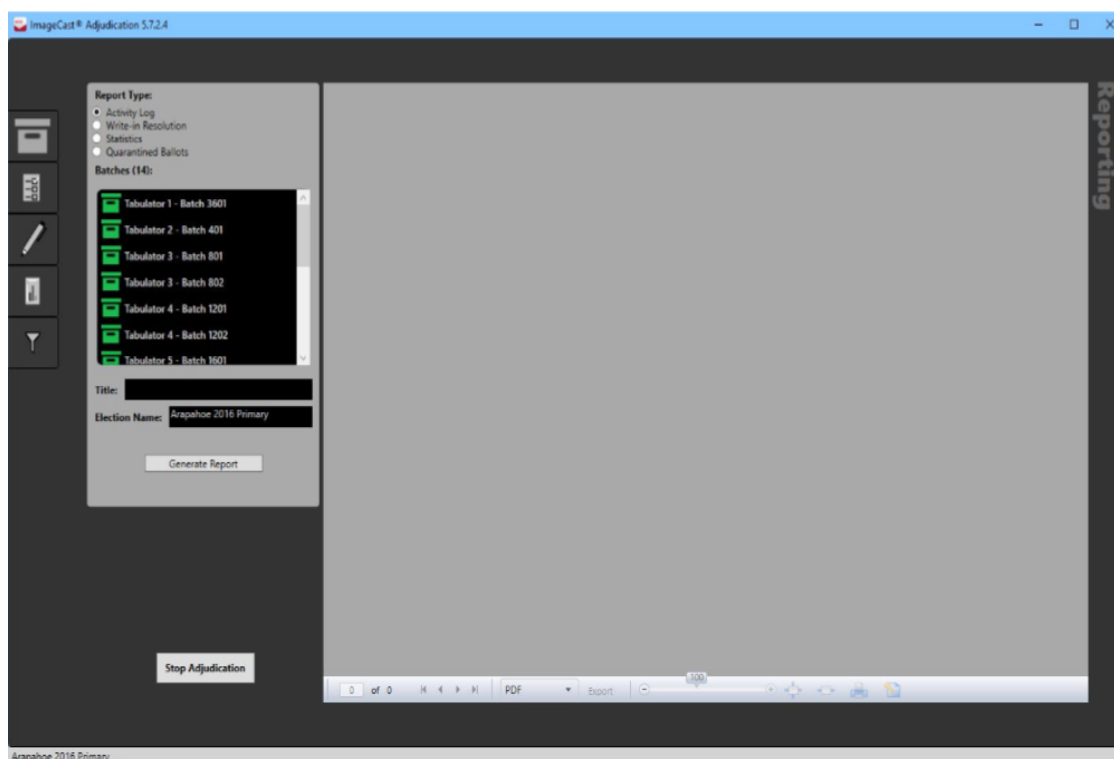 ImageCast® Adjudication 5.7.2.4
Reporting
Report Type:
Activity Log
Write-in Resolution
Statistics
Quarantined Ballots
Batches (14):
Tabulator 1 - Batch 3601
Tabulator 2 - Batch 401
Tabulator 3 - Batch 801
Tabulator 3 - Batch 802
Tabulator 4 - Batch 1201
Tabulator 4 - Batch 1202
Tabulator 5 - Batch 1601
Title:
Election Name: Arapahoe 2016 Primary
Generate Report
Stop Adjudication
0 of 0 PDF Export 100
Arapahoe 2016 Primary